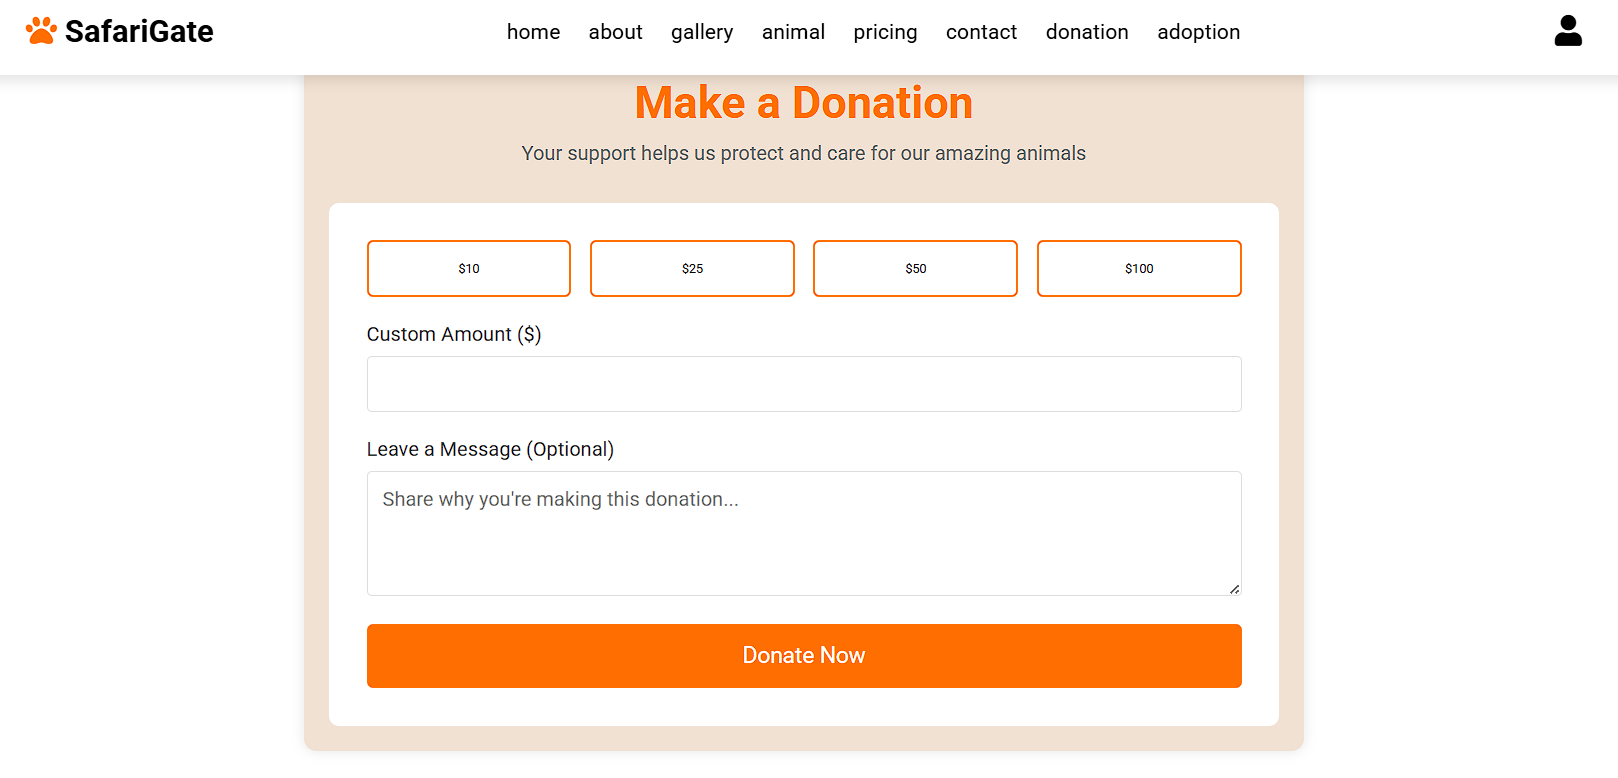 SafariGate
home about gallery animal pricing contact donation adoption
Make a Donation
Your support helps us protect and care for our amazing animals
$10 $25 $50 $100
Custom Amount ($)
Leave a Message (Optional)
Share why you're making this donation...
Donate Now